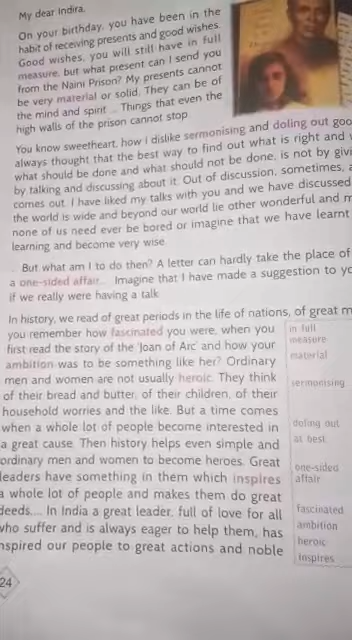 My dear Indira,
On your birthday, you have been in the
habit of receiving presents and good wishes.
Good wishes, you will still have in full
measure, but what present can I send you
from the Naini Prison? My presents cannot
be very material or solid. They can be of
the mind and spirit ... Things that even the
high walls of the prison cannot stop.
You know sweetheart, how I dislike sermonising and doling out goo
always thought that the best way to find out what is right and
what should be done and what should not be done, is not by givi
by talking and discussing about it. Out of discussion, sometimes, a
comes out. I have liked my talks with you and we have discussed
the world is wide and beyond our world lie other wonderful and m
none of us need ever be bored or imagine that we have learnt
learning and become very wise.
... But what am I to do then? A letter can hardly take the place of
a one-sided affair... Imagine that I have made a suggestion to yo
if we really were having a talk.
In history, we read of great periods in the life of nations, of great m
you remember how fascinated you were, when you
first read the story of the 'Joan of Arc' and how your
ambition was to be something like her? Ordinary
men and women are not usually heroic. They think
of their bread and butter, of their children, of their
household worries and the like. But a time comes
when a whole lot of people become interested in
a great cause. Then history helps even simple and
ordinary men and women to become heroes. Great
leaders have something in them which inspires
a whole lot of people and makes them do great
deeds.... In India a great leader, full of love for all
who suffer and is always eager to help them, has
nspired our people to great actions and noble
in full
measure
material
sermonising
doling out
at best
one-sided
affair
fascinated
ambition
heroic
inspires
24